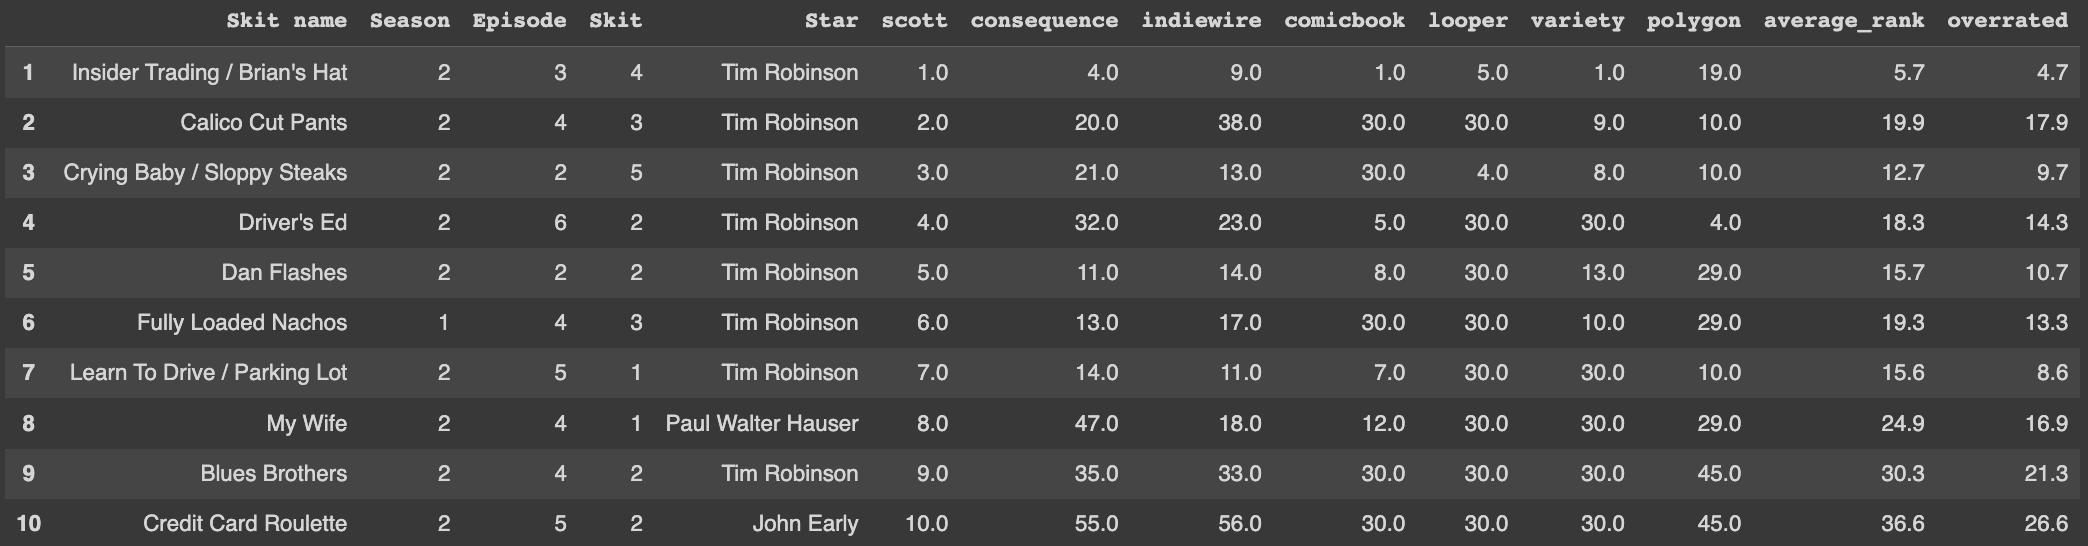 Skit name Season Episode Skit Star scott consequence indiewire comicbook looper variety polygon average_rank overrated
1 Insider Trading / Brian's Hat 2 3 4 Tim Robinson 1.0 4.0 9.0 1.0 5.0 1.0 19.0 5.7 4.7
2 Calico Cut Pants 2 4 3 Tim Robinson 2.0 20.0 38.0 30.0 30.0 9.0 10.0 19.9 17.9
3 Crying Baby / Sloppy Steaks 2 2 5 Tim Robinson 3.0 21.0 13.0 30.0 4.0 8.0 10.0 12.7 9.7
4 Driver's Ed 2 6 2 Tim Robinson 4.0 32.0 23.0 5.0 30.0 30.0 4.0 18.3 14.3
5 Dan Flashes 2 2 2 Tim Robinson 5.0 11.0 14.0 8.0 30.0 13.0 29.0 15.7 10.7
6 Fully Loaded Nachos 1 4 3 Tim Robinson 6.0 13.0 17.0 30.0 30.0 10.0 29.0 19.3 13.3
7 Learn To Drive / Parking Lot 2 5 1 Tim Robinson 7.0 14.0 11.0 7.0 30.0 30.0 10.0 15.6 8.6
8 My Wife 2 4 1 Paul Walter Hauser 8.0 47.0 18.0 12.0 30.0 30.0 29.0 24.9 16.9
9 Blues Brothers 2 4 2 Tim Robinson 9.0 35.0 33.0 30.0 30.0 30.0 45.0 30.3 21.3
10 Credit Card Roulette 2 5 2 John Early 10.0 55.0 56.0 30.0 30.0 30.0 45.0 36.6 26.6